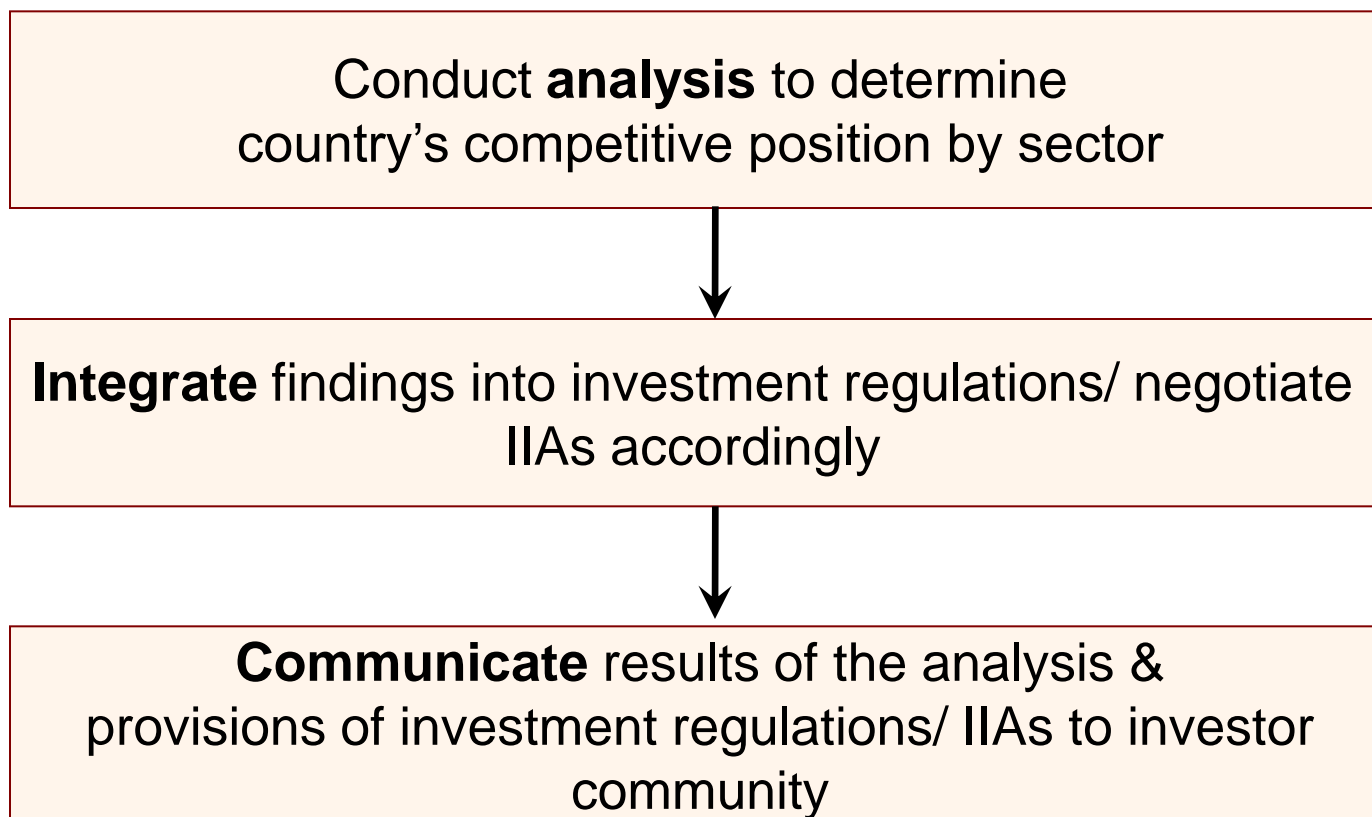 Conduct analysis to determine
country’s competitive position by sector
Integrate findings into investment regulations/ negotiate
IIAs accordingly
Communicate results of the analysis &
provisions of investment regulations/ IIAs to investor
community